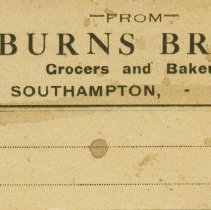 —FROM—
BURNS BR
Grocers and Baker
SOUTHAMPTON, -